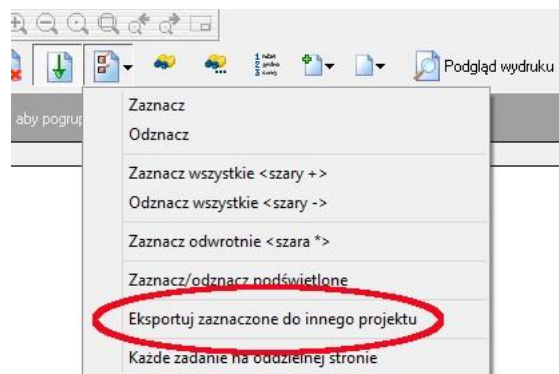 Podgląd wydruku
aby pogrup
Zaznacz
Odznacz
Zaznacz wszystkie <szary +>
Odznacz wszystkie <szary ->
Zaznacz odwrotnie <szara *>
Zaznacz/odznacz podświetlone
Eksportuj zaznaczone do innego projektu
Każde zadanie na oddzielnej stronie